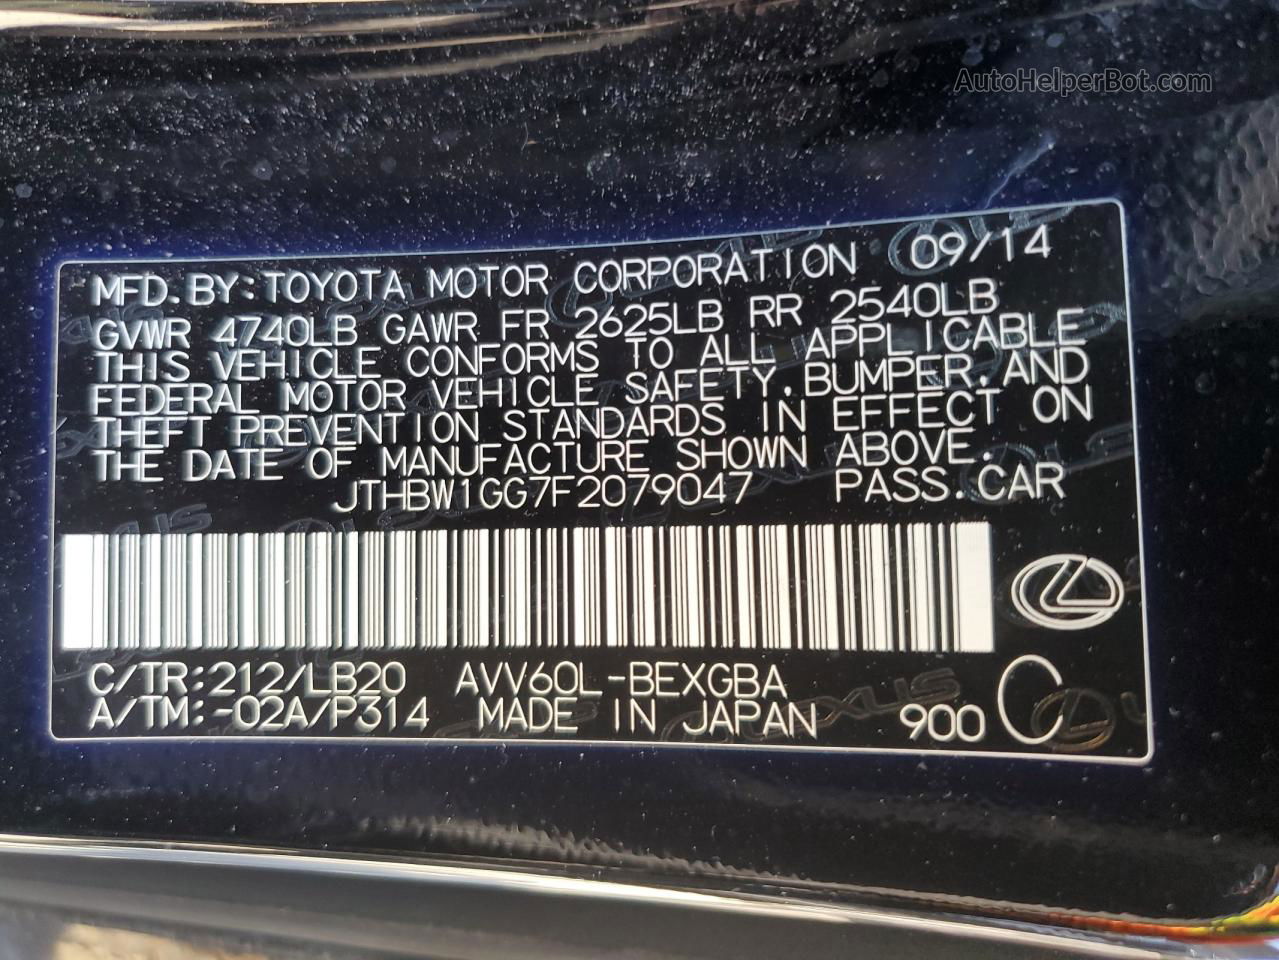 AutoHelperBot.com
MFD.BY:TOYOTA MOTOR CORPORATION 09/14
GVWR 4740LB GAWR FR 2625LB RR 2540LB
THIS VEHICLE CONFORMS TO ALL APPLICABLE
FEDERAL MOTOR VEHICLE SAFETY,BUMPER,AND
THEFT PREVENTION STANDARDS IN EFFECT ON
THE DATE OF MANUFACTURE SHOWN ABOVE.
JTHBW1GG7F2079047 PASS.CAR
C/TR:212/LB20 AVV60L-BEXGBA
A/TM:-02A/P314 MADE IN JAPAN 900 C